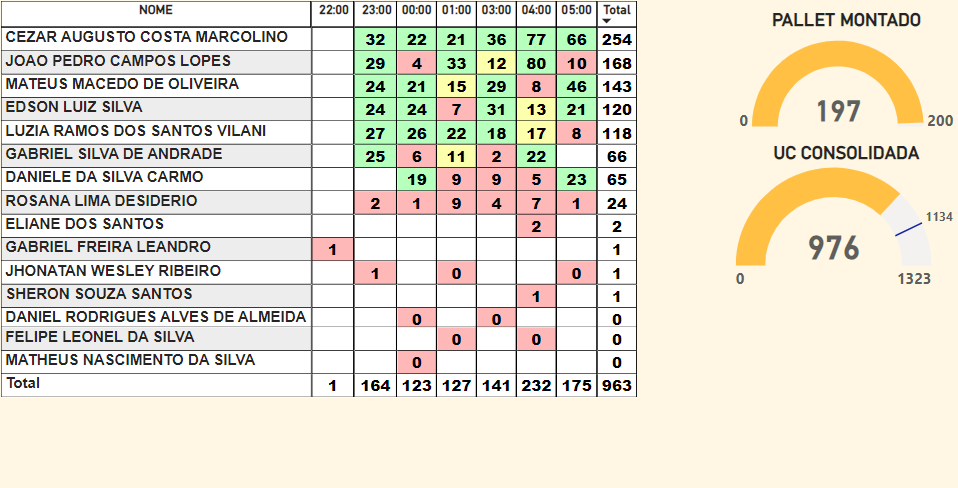 NOME 22:00 23:00 00:00 01:00 03:00 04:00 05:00 Total
CEZAR AUGUSTO COSTA MARCOLINO 32 22 21 36 77 66 254
JOAO PEDRO CAMPOS LOPES 29 4 33 12 80 10 168
MATEUS MACEDO DE OLIVEIRA 24 21 15 29 8 46 143
EDSON LUIZ SILVA 24 24 7 31 13 21 120
LUZIA RAMOS DOS SANTOS VILANI 27 26 22 18 17 8 118
GABRIEL SILVA DE ANDRADE 25 6 11 2 22 66
DANIELE DA SILVA CARMO 19 9 9 5 23 65
ROSANA LIMA DESIDERIO 2 1 9 4 7 1 24
ELIANE DOS SANTOS 2 2
GABRIEL FREIRA LEANDRO 1 1
JHONATAN WESLEY RIBEIRO 1 0 0 1
SHERON SOUZA SANTOS 1 1
DANIEL RODRIGUES ALVES DE ALMEIDA 0 0 0
FELIPE LEONEL DA SILVA 0 0 0
MATHEUS NASCIMENTO DA SILVA 0 0
Total 1 164 123 127 141 232 175 963
PALLET MONTADO
197
0 200
UC CONSOLIDADA
1134
976
0 1323